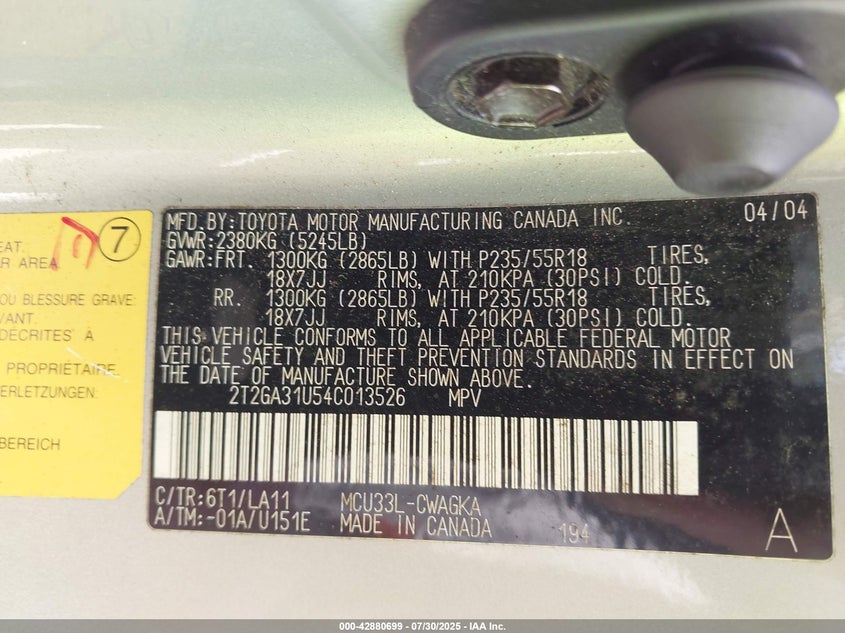 EAT.
R AREA
7
OU BLESSURE GRAVE:
VANT.
DECRITES À
PROPRIETAIRE.
ERLETZUNGEN:
BEREICH
MFD.BY:TOYOTA MOTOR MANUFACTURING CANADA INC. 04/04
GVWR:2380KG (5245LB)
GAWR:FRT. 1300KG (2865LB) WITH P235/55R18 TIRES,
18X7JJ RIMS, AT 210KPA (30PSI) COLD.
RR. 1300KG (2865LB) WITH P235/55R18 TIRES,
18X7JJ RIMS, AT 210KPA (30PSI) COLD.
THIS VEHICLE CONFORMS TO ALL APPLICABLE FEDERAL MOTOR
VEHICLE SAFETY AND THEFT PREVENTION STANDARDS IN EFFECT ON
THE DATE OF MANUFACTURE SHOWN ABOVE.
2T2GA31U54C013526 MPV
C/TR:6T1/LA11 MCU33L-CWAGKA
A/TM:-01A/U151E MADE IN CANADA 194 A
000-42880699 - 07/30/2025 - IAA Inc.